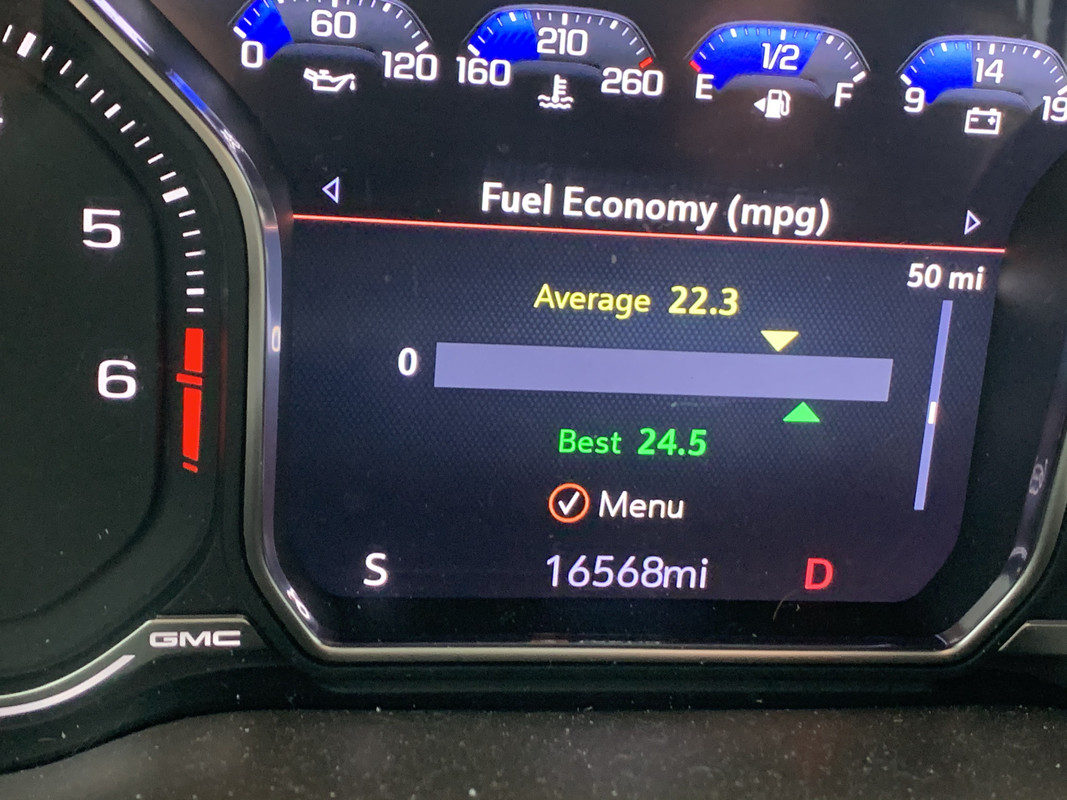 0 60 120
160 210 260
E 1/2 F
9 14 19
Fuel Economy (mpg)
50 mi
Average 22.3
0
Best 24.5
Menu
S 16568mi D
5
6
GMC